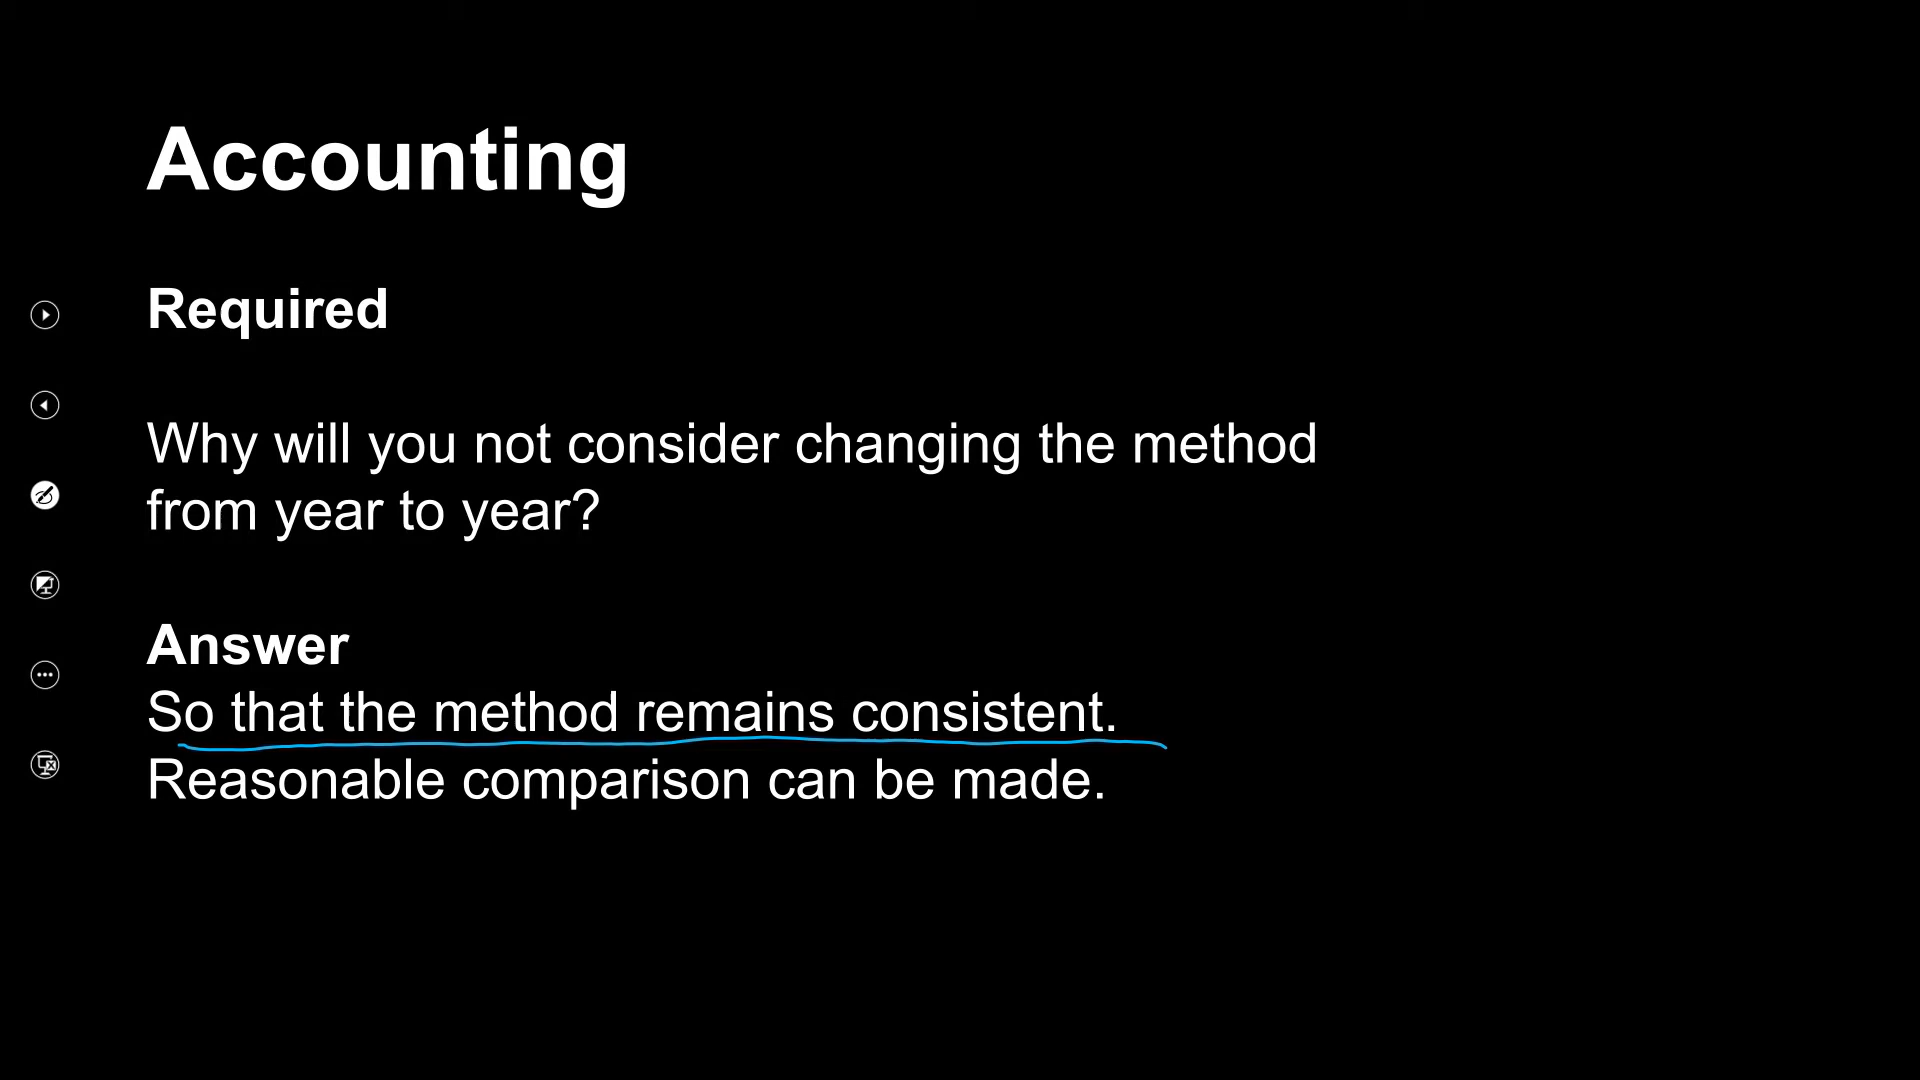 Accounting
Required
Why will you not consider changing the method
from year to year?
Answer
So that the method remains consistent.
Reasonable comparison can be made.